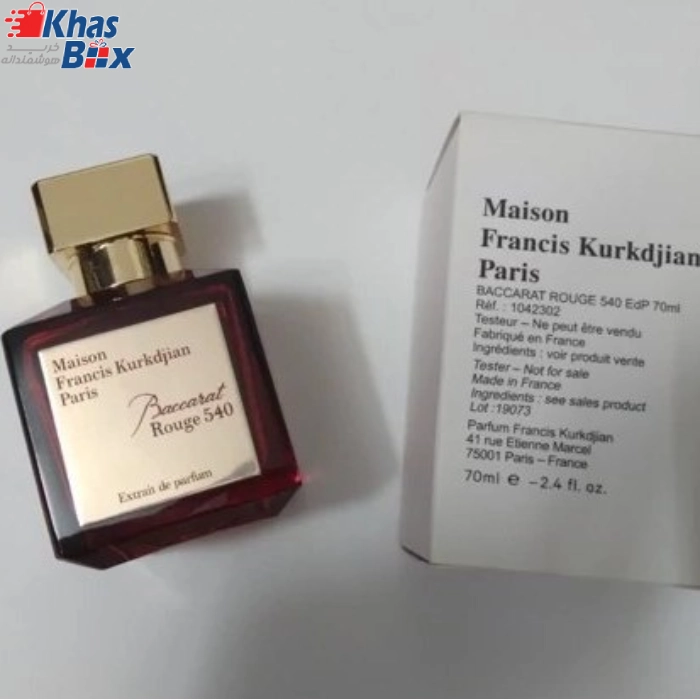 Khas
Box
خرید
هوشمندانه
Maison
Francis Kurkdjian
Paris
Baccarat
Rouge 540
Extrait de parfum
Maison
Francis Kurkdjian
Paris
BACCARAT ROUGE 540 EdP 70ml
Réf. : 1042302
Testeur – Ne peut être vendu
Fabriqué en France
Ingrédients : voir produit vente
Tester – Not for sale
Made in France
Ingredients : see sales product
Lot :19073
Parfum Francis Kurkdjian
41 rue Etienne Marcel
75001 Paris – France
70ml e – 2.4 fl. oz.